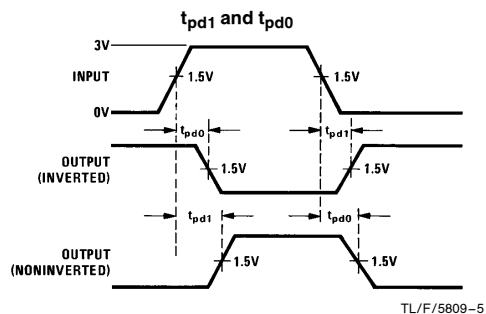 tpd1 and tpd0
3V
INPUT
1.5V
1.5V
0V
tpd0
tpd1
OUTPUT
(INVERTED)
1.5V
1.5V
tpd1
tpd0
OUTPUT
(NONINVERTED)
1.5V
1.5V
TL/F/5809–5